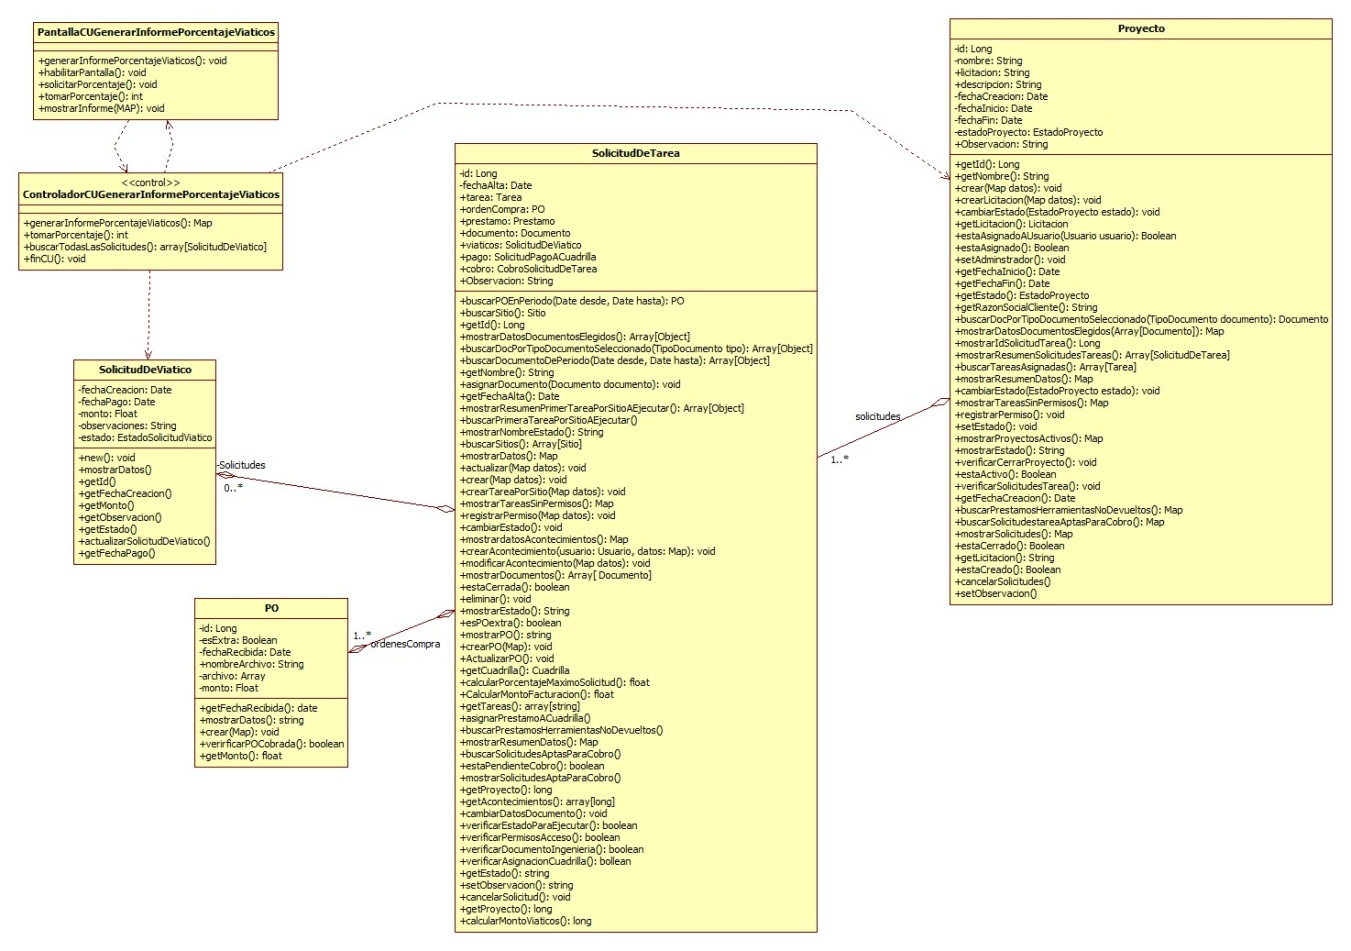 PantallaCUGenerarInformePorcentajeViaticos
+generarInformePorcentajeViaticos(): void
+habilitarPantalla(): void
+solicitarPorcentaje(): void
+tomarPorcentaje(): int
+mostrarInforme(MAP): void
<<control>>
ControladorCUGenerarInformePorcentajeViaticos
+generarInformePorcentajeViaticos(): Map
+tomarPorcentaje(): int
+buscarTodasLasSolicitudes(): array[SolicitudDeViatico]
+finCU(): void
SolicitudDeViatico
-fechaCreacion: Date
-fechaPago: Date
-monto: Float
-observaciones: String
-estado: EstadoSolicitudViatico
+new(): void
+mostrarDatos()
+getId()
+getFechaCreacion()
+getMonto()
+getObservacion()
+getEstado()
+actualizarSolicitudDeViatico()
+getFechaPago()
-Solicitudes
0..*
PO
-id: Long
-esExtra: Boolean
-fechaRecibida: Date
+nombreArchivo: String
-archivo: Array
-monto: Float
+getFechaRecibida(): date
+mostrarDatos(): string
+crear(Map): void
+verirficarPOCobrada(): boolean
+getMonto(): float
1..*
ordenesCompra
SolicitudDeTarea
-id: Long
-fechaAlta: Date
+tarea: Tarea
+ordenCompra: PO
+prestamo: Prestamo
+documento: Documento
+viaticos: SolicitudDeViatico
+pago: SolicitudPagoACuadrilla
+cobro: CobroSolicitudDeTarea
+Observacion: String
+buscarPOEnPeriodo(Date desde, Date hasta): PO
+buscarSitio(): Sitio
+getId(): Long
+mostrarDatosDocumentosElegidos(): Array[Object]
+buscarDocPorTipoDocumentoSeleccionado(TipoDocumento tipo): Array[Object]
+buscarDocumentoDePeriodo(Date desde, Date hasta): Array[Object]
+getNombre(): String
+asignarDocumento(Documento documento): void
+getFechaAlta(): Date
+mostrarResumenPrimerTareaPorSitioAEjecutar(): Array[Object]
+buscarPrimeraTareaPorSitioAEjecutar()
+mostrarNombreEstado(): String
+buscarSitios(): Array[Sitio]
+mostrarDatos(): Map
+actualizar(Map datos): void
+crear(Map datos): void
+crearTareaPorSitio(Map datos): void
+mostrarTareasSinPermisos(): Map
+registrarPermiso(Map datos): void
+cambiarEstado(): void
+mostrardatosAcontecimientos(): Map
+crearAcontecimiento(usuario: Usuario, datos: Map): void
+modificarAcontecimiento(Map datos): void
+mostrarDocumentos(): Array[ Documento]
+estaCerrada(): boolean
+eliminar(): void
+mostrarEstado(): String
+esPOextra(): boolean
+mostrarPO(): string
+crearPO(Map): void
+ActualizarPO(): void
+getCuadrilla(): Cuadrilla
+calcularPorcentajeMaximoSolicitud(): float
+CalcularMontoFacturacion(): float
+getTareas(): array[string]
+asignarPrestamoACuadrilla()
+buscarPrestamosHerramientasNoDevueltos()
+mostrarResumenDatos(): Map
+buscarSolicitudesAptasParaCobro()
+estaPendienteCobro(): boolean
+mostrarSolicitudesAptaParaCobro()
+getProyecto(): long
+getAcontecimientos(): array[long]
+cambiarDatosDocumento(): void
+verificarEstadoParaEjecutar(): boolean
+verificarPermisosAcceso(): boolean
+verificarDocumentoIngenieria(): boolean
+verificarAsignacionCuadrilla(): bollean
+getEstado(): string
+setObservacion(): string
+cancelarSolicitud(): void
+getProyecto(): long
+calcularMontoViaticos(): long
solicitudes
1..*
Proyecto
-id: Long
-nombre: String
+licitacion: String
+descripcion: String
-fechaCreacion: Date
-fechaInicio: Date
-fechaFin: Date
-estadoProyecto: EstadoProyecto
+Observacion: String
+getId(): Long
+getNombre(): String
+crear(Map datos): void
+crearLicitacion(Map datos): void
+cambiarEstado(EstadoProyecto estado): void
+getLicitacion(): Licitacion
+estaAsignadoAUsuario(Usuario usuario): Boolean
+estaAsignado(): Boolean
+setAdminstrador(): void
+getFechaInicio(): Date
+getFechaFin(): Date
+getEstado(): EstadoProyecto
+getRazonSocialCliente(): String
+buscarDocPorTipoDocumentoSeleccionado(TipoDocumento documento): Documento
+mostrarDatosDocumentosElegidos(Array[Documento]): Map
+mostrarIdSolicitudTarea(): Long
+mostrarResumenSolicitudesTareas(): Array[SolicitudDeTarea]
+buscarTareasAsignadas(): Array[Tarea]
+mostrarResumenDatos(): Map
+cambiarEstado(EstadoProyecto estado): void
+mostrarTareasSinPermisos(): Map
+registrarPermiso(): void
+setEstado(): void
+mostrarProyectosActivos(): Map
+mostrarEstado(): String
+verificarCerrarProyecto(): void
+estaActivo(): Boolean
+verificarSolicitudesTarea(): void
+getFechaCreacion(): Date
+buscarPrestamosHerramientasNoDevueltos(): Map
+buscarSolicitudestareaAptasParaCobro(): Map
+mostrarSolicitudes(): Map
+estaCerrado(): Boolean
+getLicitacion(): String
+estaCreado(): Boolean
+cancelarSolicitudes()
+setObservacion()